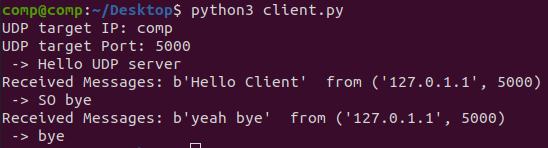 comp@comp:~/Desktop$ python3 client.py
UDP target IP: comp
UDP target Port: 5000
 -> Hello UDP server
Received Messages: b'Hello Client'  from ('127.0.1.1', 5000)
 -> SO bye
Received Messages: b'yeah bye'  from ('127.0.1.1', 5000)
 -> bye